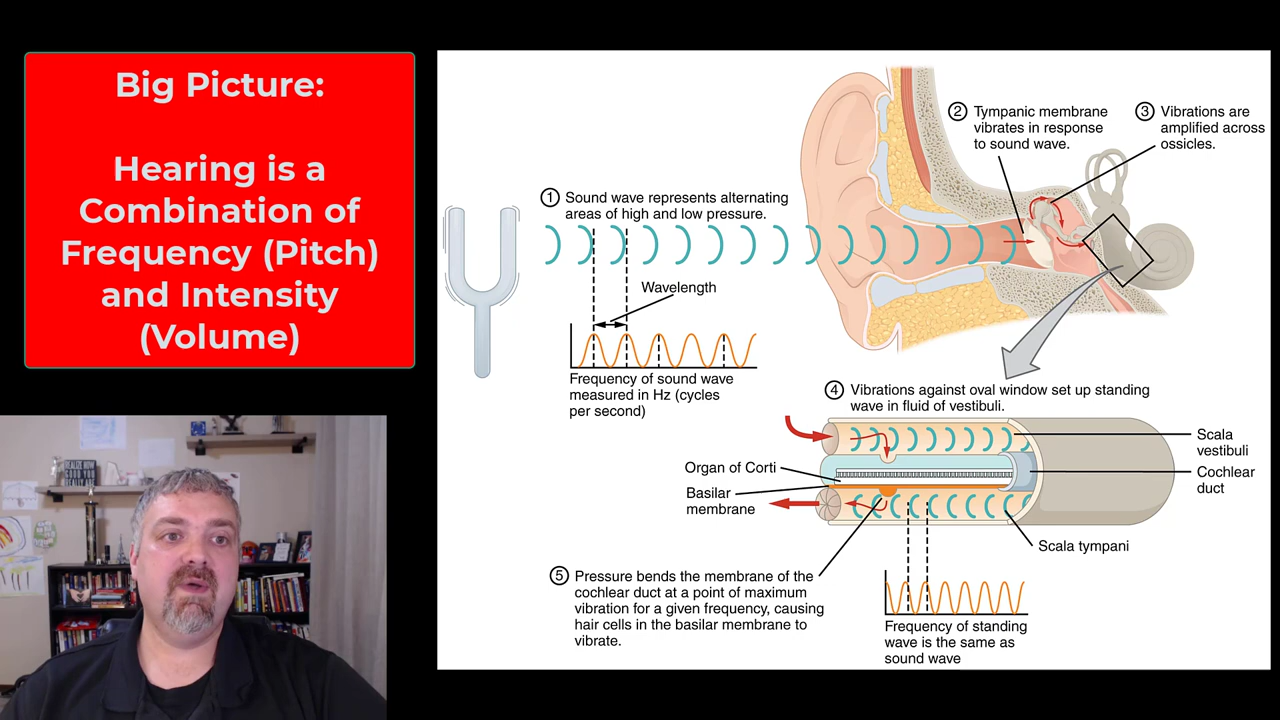 Big Picture:
Hearing is a
Combination of
Frequency (Pitch)
and Intensity
(Volume)
1 Sound wave represents alternating
areas of high and low pressure.
2 Tympanic membrane
vibrates in response
to sound wave.
3 Vibrations are
amplified across
ossicles.
Wavelength
Frequency of sound wave
measured in Hz (cycles
per second)
4 Vibrations against oval window set up standing
wave in fluid of vestibuli.
Scala
vestibuli
Organ of Corti
Cochlear
duct
Basilar
membrane
Scala tympani
5 Pressure bends the membrane of the
cochlear duct at a point of maximum
vibration for a given frequency, causing
hair cells in the basilar membrane to
vibrate.
Frequency of standing
wave is the same as
sound wave